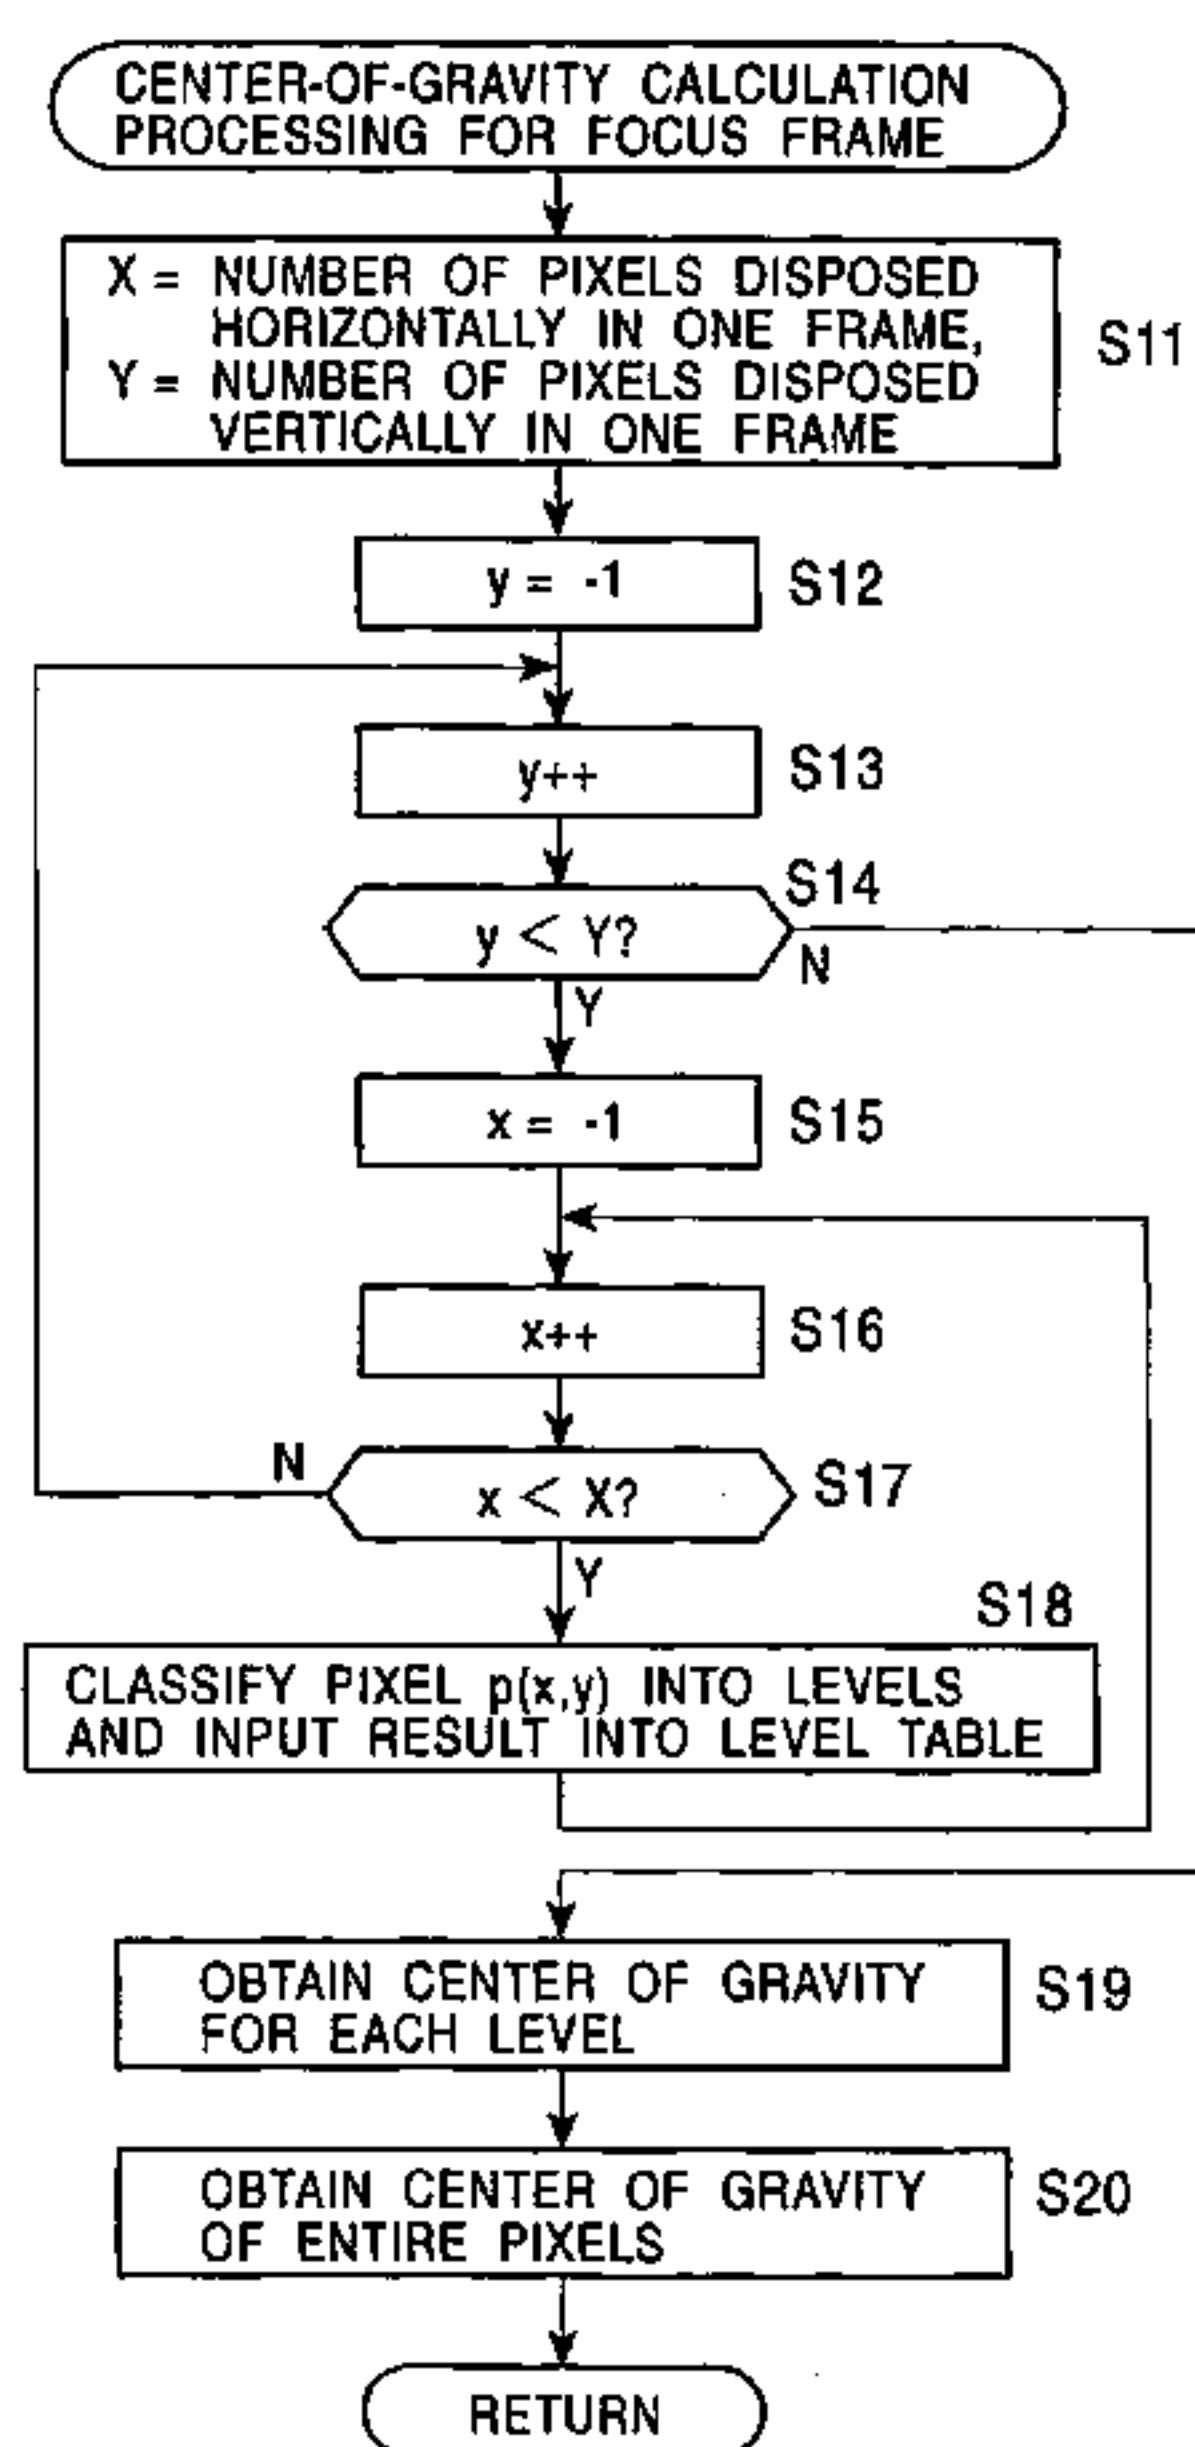 CENTER-OF-GRAVITY CALCULATION
PROCESSING FOR FOCUS FRAME
X = NUMBER OF PIXELS DISPOSED
HORIZONTALLY IN ONE FRAME,
Y = NUMBER OF PIXELS DISPOSED
VERTICALLY IN ONE FRAME
S11
y = -1
S12
y++
S13
S14
y < Y?
N
Y
x = -1
S15
x++
S16
N
x < X?
S17
Y
S18
CLASSIFY PIXEL p(x,y) INTO LEVELS
AND INPUT RESULT INTO LEVEL TABLE
OBTAIN CENTER OF GRAVITY
FOR EACH LEVEL
S19
OBTAIN CENTER OF GRAVITY
OF ENTIRE PIXELS
S20
RETURN